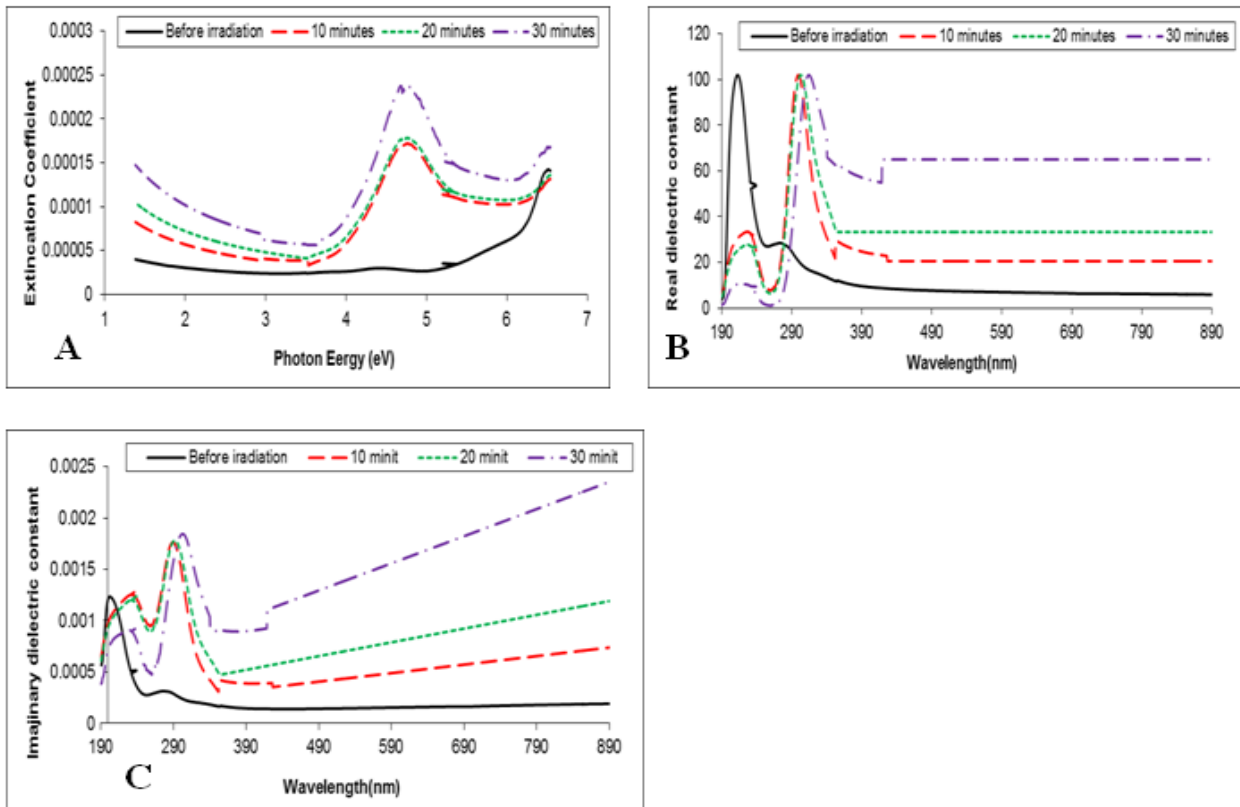 Before irradiation 10 minutes 20 minutes 30 minutes
0.0003
0.00025
0.0002
0.00015
0.0001
0.00005
0
Extincation Coefficient
1 2 3 4 5 6 7
Photon Eergy (eV)
A
Before irradiation 10 minutes 20 minutes 30 minutes
120
100
80
60
40
20
0
Real dielectric constant
190 290 390 490 590 690 790 890
Wavelength(nm)
B
Before irradiation 10 minit 20 minit 30 minit
0.0025
0.002
0.0015
0.001
0.0005
0
Imajinary dielectric constant
190 290 390 490 590 690 790 890
Wavelength(nm)
C